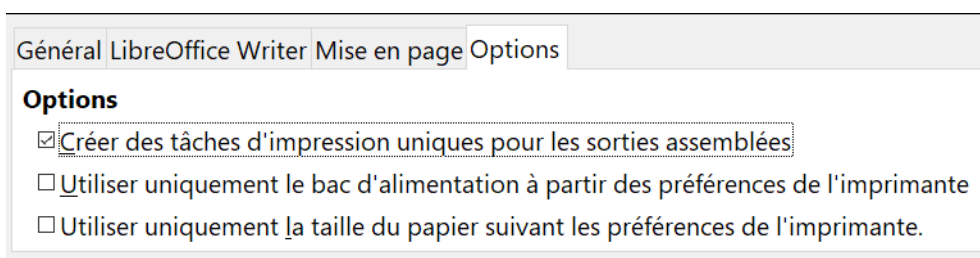 Général LibreOffice Writer Mise en page Options
Options
Créer des tâches d'impression uniques pour les sorties assemblées
Utiliser uniquement le bac d'alimentation à partir des préférences de l'imprimante
Utiliser uniquement la taille du papier suivant les préférences de l'imprimante.